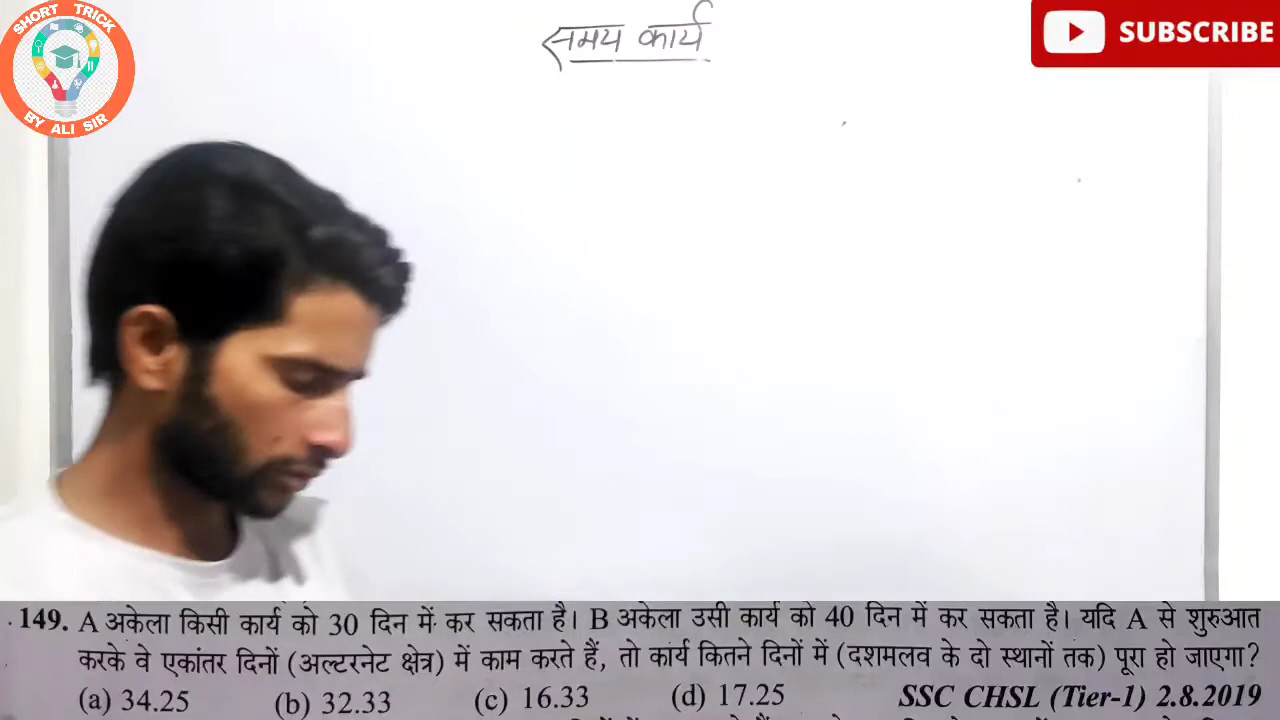 SHORT TRICK
BY ALI SIR
समय कार्य
SUBSCRIBE
149. A अकेला किसी कार्य को 30 दिन में कर सकता है। B अकेला उसी कार्य को 40 दिन में कर सकता है। यदि A से शुरुआत
करके वे एकांतर दिनों (अल्टरनेट क्षेत्र) में काम करते हैं, तो कार्य कितने दिनों में (दशमलव के दो स्थानों तक) पूरा हो जाएगा?
(a) 34.25 (b) 32.33 (c) 16.33 (d) 17.25 SSC CHSL (Tier-1) 2.8.2019